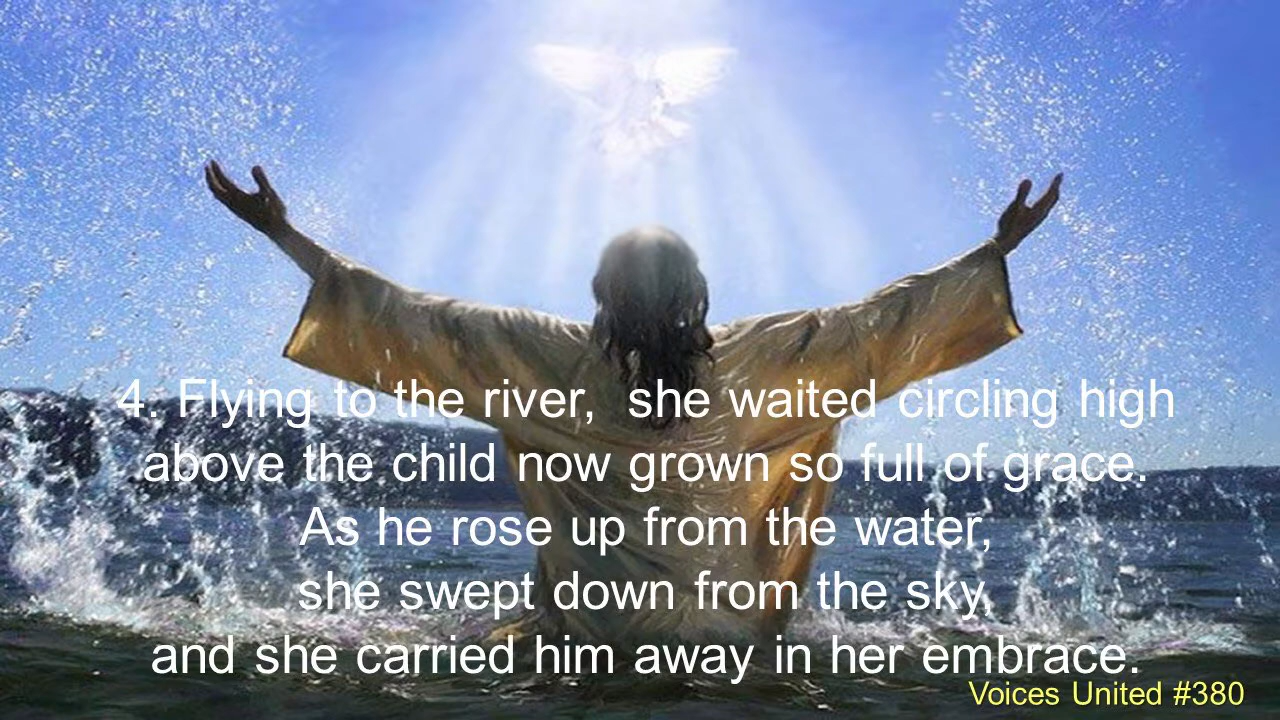 4. Flying to the river,  she waited circling high
above the child now grown so full of grace.
As he rose up from the water,
she swept down from the sky,
and she carried him away in her embrace.
Voices United #380